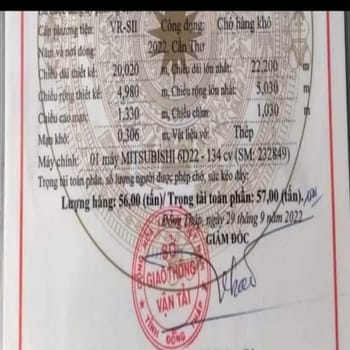 Cấp phương tiện: VR-SII Công dụng: Chở hàng khô
Năm và nơi đóng: 2022, Cần Thơ
Chiều dài thiết kế: 20,020 m, Chiều dài lớn nhất: 22,200 m
Chiều rộng thiết kế: 4,980 m, Chiều rộng lớn nhất: 5,030 m
Chiều cao mạn: 1,330 m, Chiều chìm: 1,030 m
Mạn khô: 0,306 m, Vật liệu vỏ: Thép
Máy chính: 01 máy MITSUBISHI 6D22 - 134 cv (SM: 232849)
Trọng tải toàn phần, số lượng người được phép chở, sức kéo đẩy:
Lượng hàng: 56,00 (tấn)/ Trọng tải toàn phần: 57,00 (tấn).
Đồng Tháp, ngày 29 tháng 9 năm 2022
GIÁM ĐỐC
SỞ
GIAO THÔNG
VẬN TẢI
TỈNH ĐỒNG THÁP